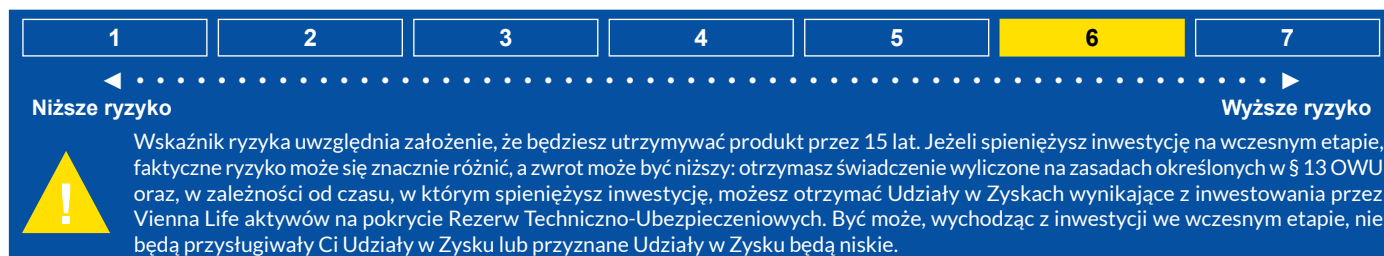 1 2 3 4 5 6 7
Niższe ryzyko Wyższe ryzyko
Wskaźnik ryzyka uwzględnia założenie, że będziesz utrzymywać produkt przez 15 lat. Jeżeli spieniężysz inwestycję na wczesnym etapie,
faktyczne ryzyko może się znacznie różnić, a zwrot może być niższy: otrzymasz świadczenie wyliczone na zasadach określonych w § 13 OWU
oraz, w zależności od czasu, w którym spieniężysz inwestycję, możesz otrzymać Udziały w Zyskach wynikające z inwestowania przez
Vienna Life aktywów na pokrycie Rezerw Techniczno-Ubezpieczeniowych. Być może, wychodząc z inwestycji we wczesnym etapie, nie
będą przysługiwały Ci Udziały w Zysku lub przyznane Udziały w Zysku będą niskie.
!